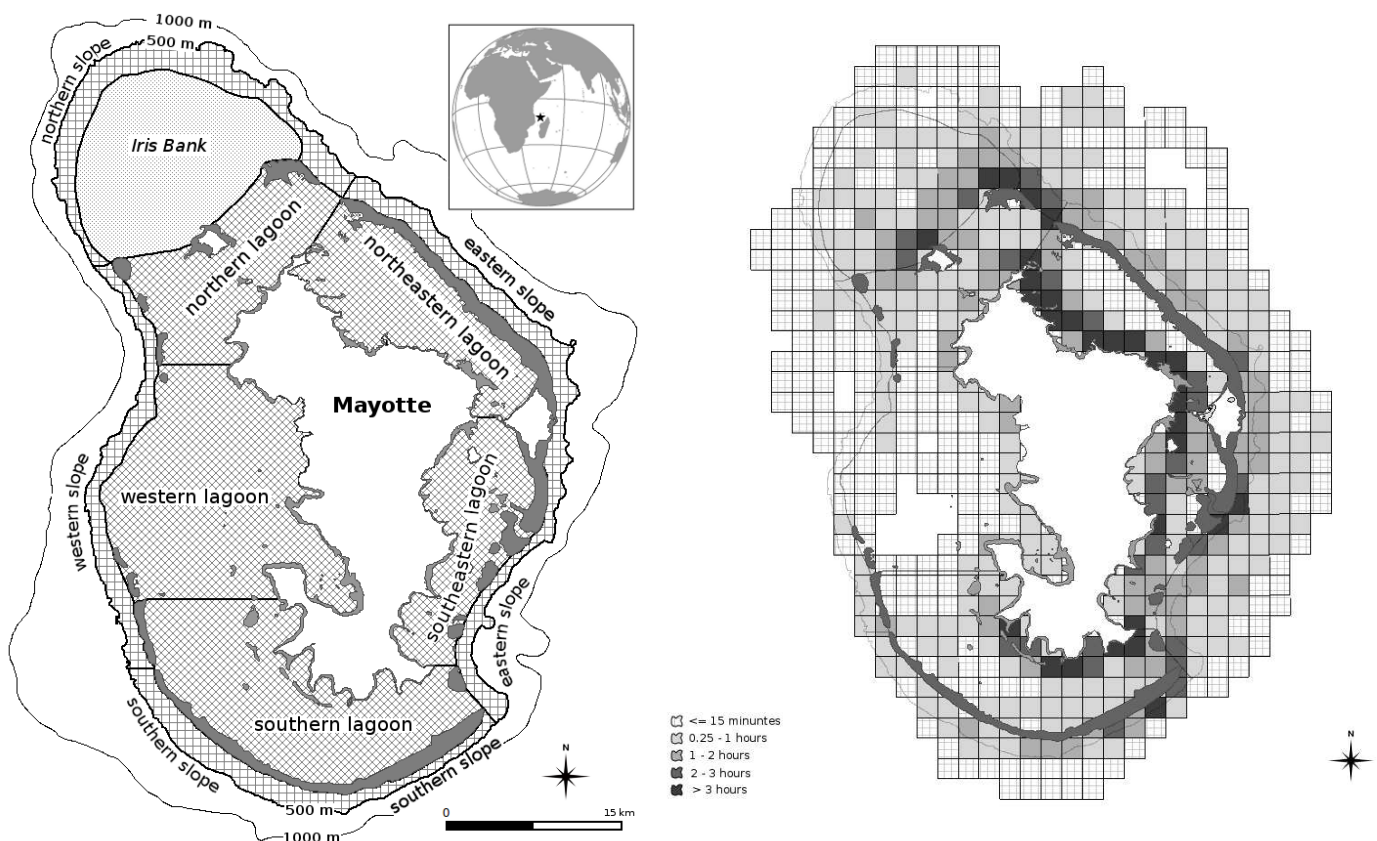 1000 m
500 m
northern slope
Iris Bank
northern lagoon
northeastern lagoon
eastern slope
Mayotte
western lagoon
western slope
southeastern lagoon
eastern slope
southern lagoon
southern slope
southern slope
500 m
1000 m
N
0 15 km
<= 15 minuntes
0.25 - 1 hours
1 - 2 hours
2 - 3 hours
> 3 hours
N